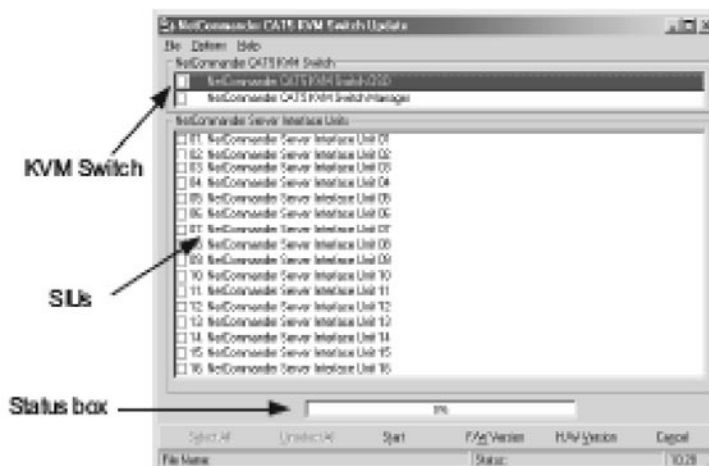 NetCommander CAT5 KVM Switch Update
File Options Help
NetCommander CAT5 KVM Switch
NetCommander CAT5 KVM Switch OSD
NetCommander CAT5 KVM Switch Manager
NetCommander Server Interface Units
01. NetCommander Server Interface Unit 01
02. NetCommander Server Interface Unit 02
03. NetCommander Server Interface Unit 03
04. NetCommander Server Interface Unit 04
05. NetCommander Server Interface Unit 05
06. NetCommander Server Interface Unit 06
07. NetCommander Server Interface Unit 07
08. NetCommander Server Interface Unit 08
09. NetCommander Server Interface Unit 09
10. NetCommander Server Interface Unit 10
11. NetCommander Server Interface Unit 11
12. NetCommander Server Interface Unit 12
13. NetCommander Server Interface Unit 13
14. NetCommander Server Interface Unit 14
15. NetCommander Server Interface Unit 15
16. NetCommander Server Interface Unit 16
KVM Switch
SIUs
Status box
0%
Select All Unselect All Start F/W Version H/W Version Cancel
File Name: Status: 10:28